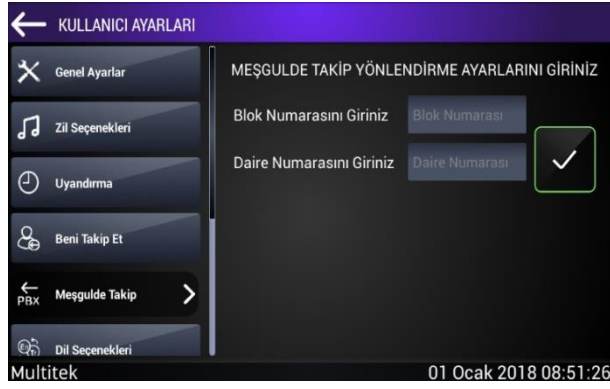 KULLANICI AYARLARI
Genel Ayarlar
Zil Seçenekleri
Uyandırma
Beni Takip Et
PBX
Meşgulde Takip
Dil Seçenekleri
MEŞGULDE TAKİP YÖNLENDİRME AYARLARINI GİRİNİZ
Blok Numarasını Giriniz
Blok Numarası
Daire Numarasını Giriniz
Daire Numarası
Multitek
01 Ocak 2018 08:51:26